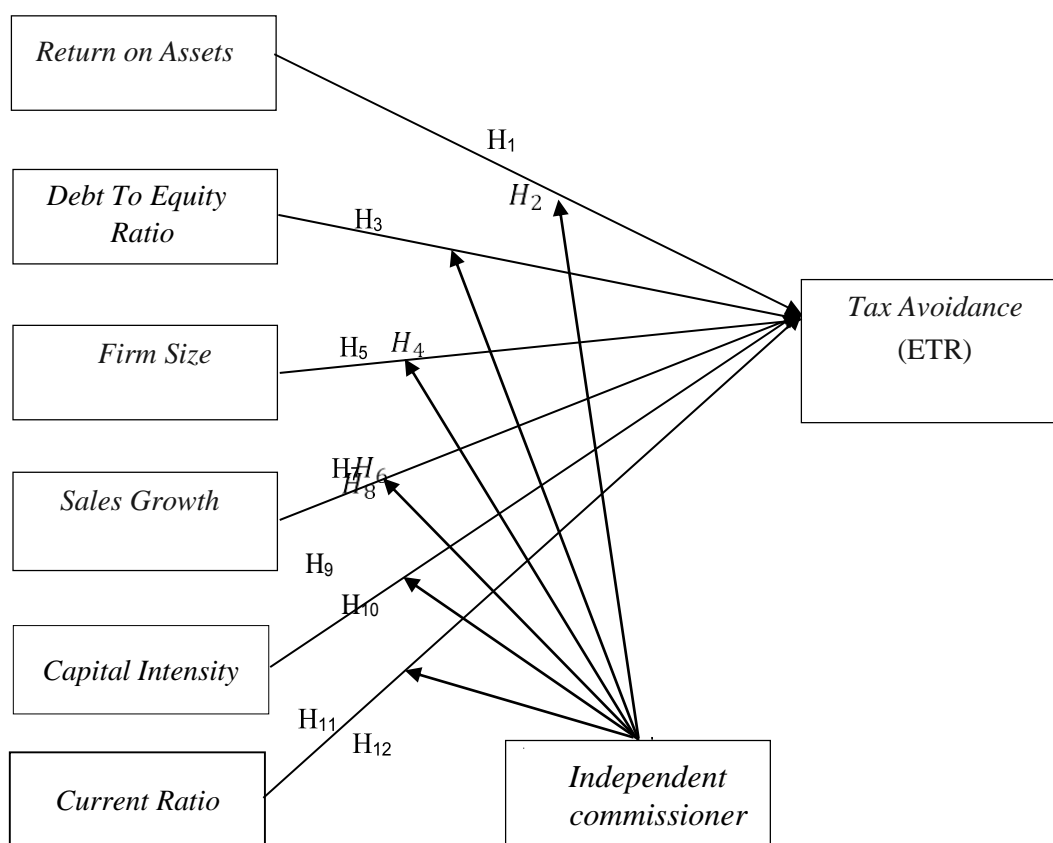 Return on Assets
H₁
Debt To Equity
Ratio
H₂
H₃
Tax Avoidance
(ETR)
Firm Size
H₅
H₄
Sales Growth
H₇
H₆
H₈
H₉
H₁₀
Capital Intensity
H₁₁
H₁₂
Current Ratio
Independent
commissioner